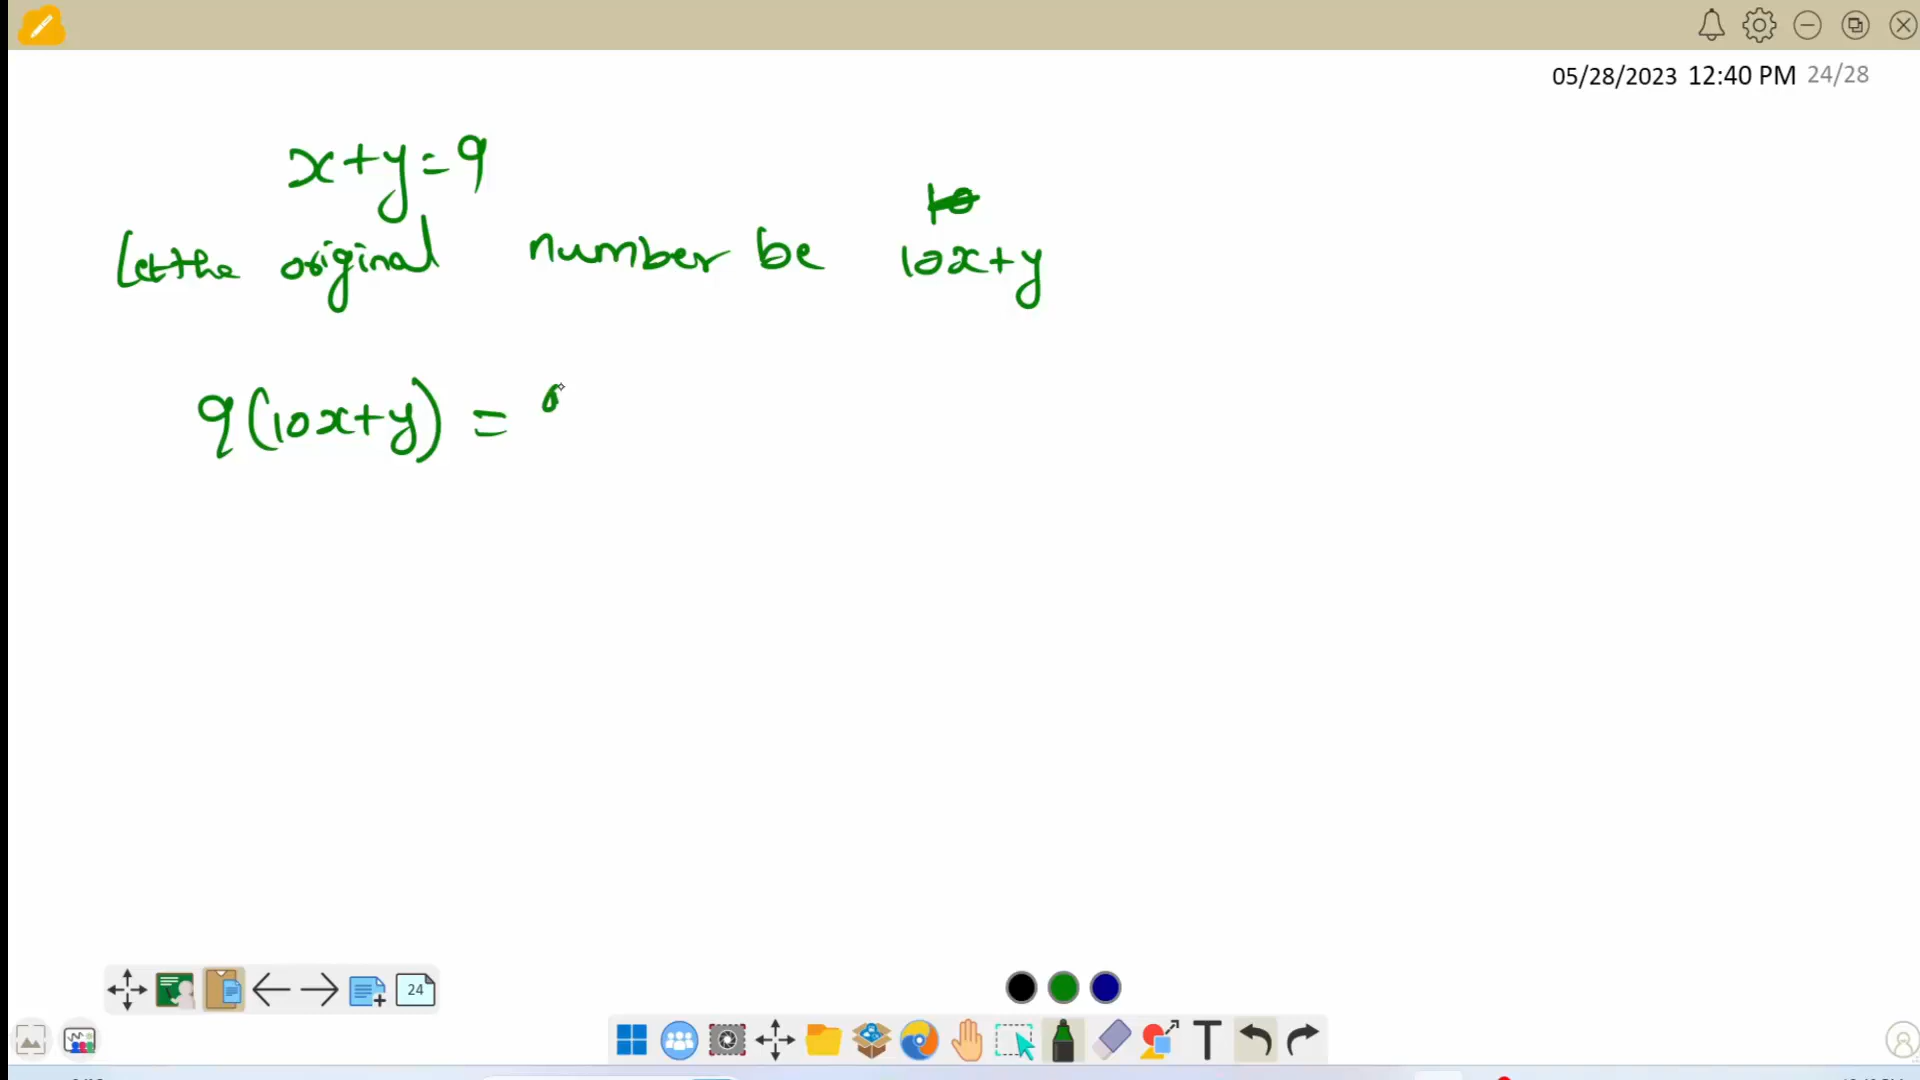 05/28/2023 12:40 PM 24/28
x+y=9
Let the original number be 10x+y
9(10x+y) =
24
T